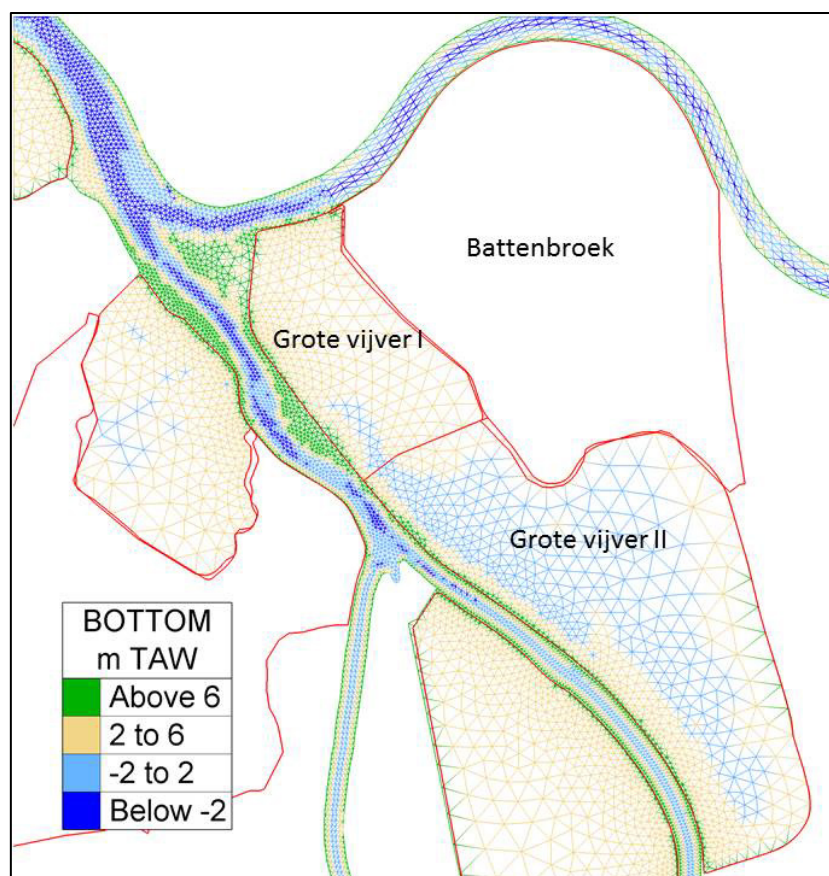 Battenbroek
Grote vijver I
Grote vijver II
BOTTOM
m TAW
Above 6
2 to 6
-2 to 2
Below -2